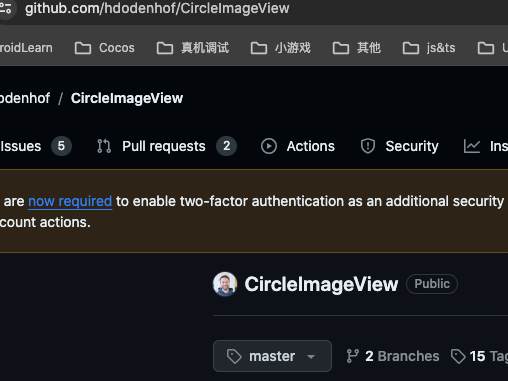 github.com/hdodenhof/CircleImageView
roidLearn Cocos 真机调试 小游戏 其他 js&ts
odenhof / CircleImageView
Issues 5 Pull requests 2 Actions Security Ins
are now required to enable two-factor authentication as an additional security
count actions.
CircleImageView Public
master 2 Branches 15 Tag